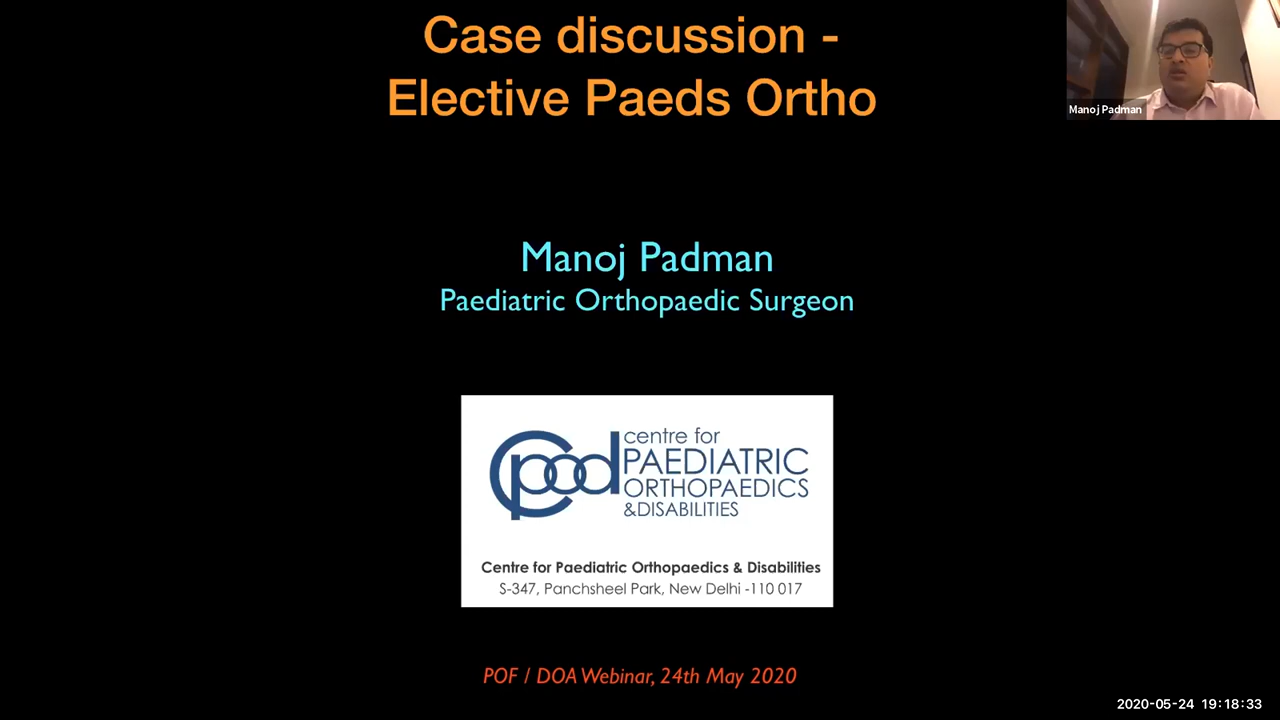 Case discussion -
Elective Paeds Ortho
Manoj Padman
Manoj Padman
Paediatric Orthopaedic Surgeon
cpod
centre for
PAEDIATRIC
ORTHOPAEDICS
&DISABILITIES
Centre for Paediatric Orthopaedics & Disabilities
S-347, Panchsheel Park, New Delhi -110 017
POF / DOA Webinar, 24th May 2020
2020-05-24 19:18:33